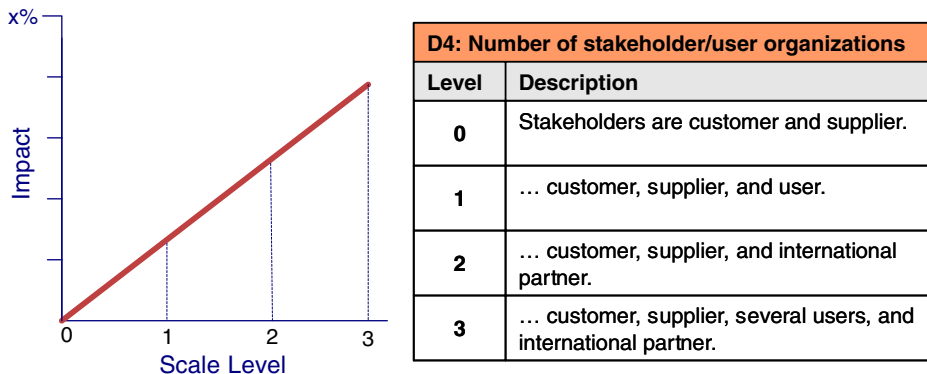 x%
Impact
0
1
2
3
Scale Level
D4: Number of stakeholder/user organizations
Level Description
0 Stakeholders are customer and supplier.
1 … customer, supplier, and user.
2 … customer, supplier, and international
partner.
3 … customer, supplier, several users, and
international partner.